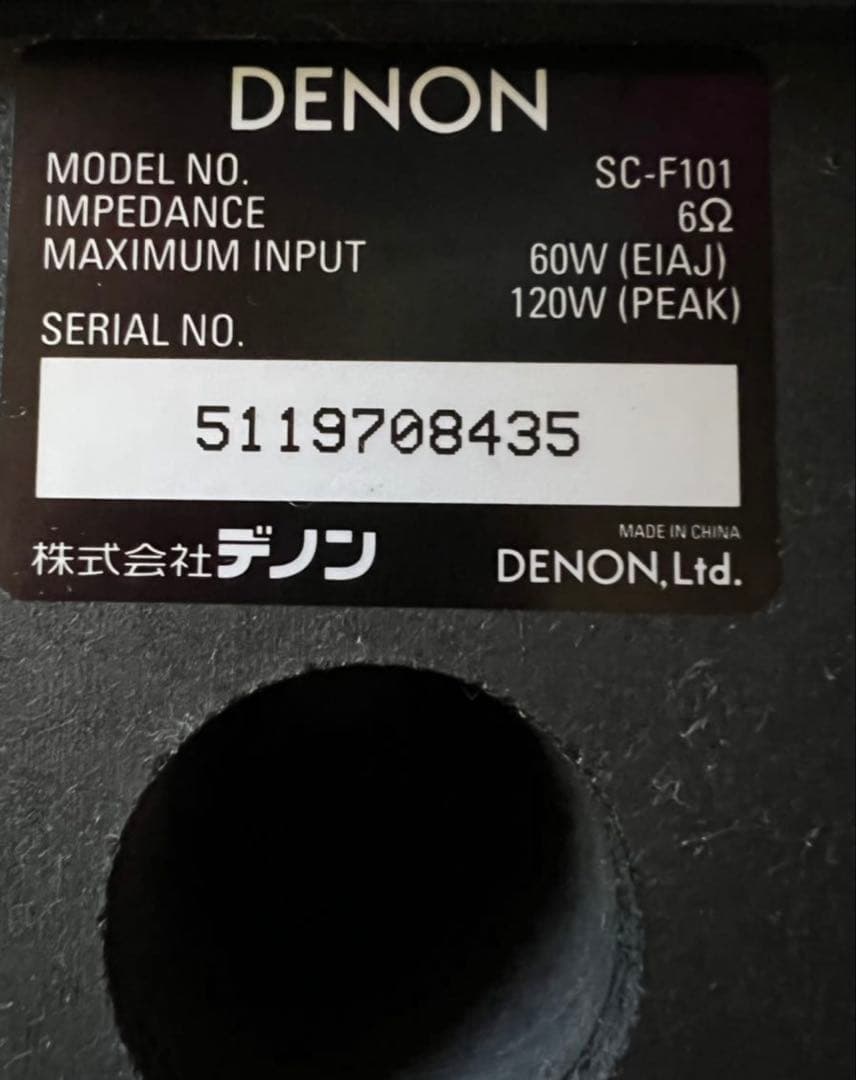 DENON
MODEL NO. SC-F101
IMPEDANCE 6Ω
MAXIMUM INPUT 60W (EIAJ)
120W (PEAK)
SERIAL NO.
5119708435
MADE IN CHINA
株式会社デノン DENON,Ltd.